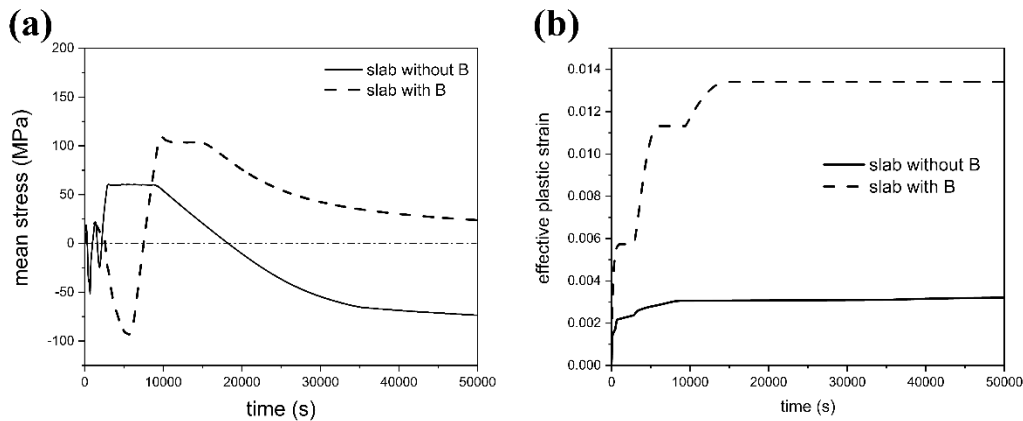 (a)
200
150
100
50
0
-50
-100
mean stress (MPa)
slab without B
slab with B
0 10000 20000 30000 40000 50000
time (s)
(b)
0.014
0.012
0.010
0.008
0.006
0.004
0.002
0.000
effective plastic strain
slab without B
slab with B
0 10000 20000 30000 40000 50000
time (s)